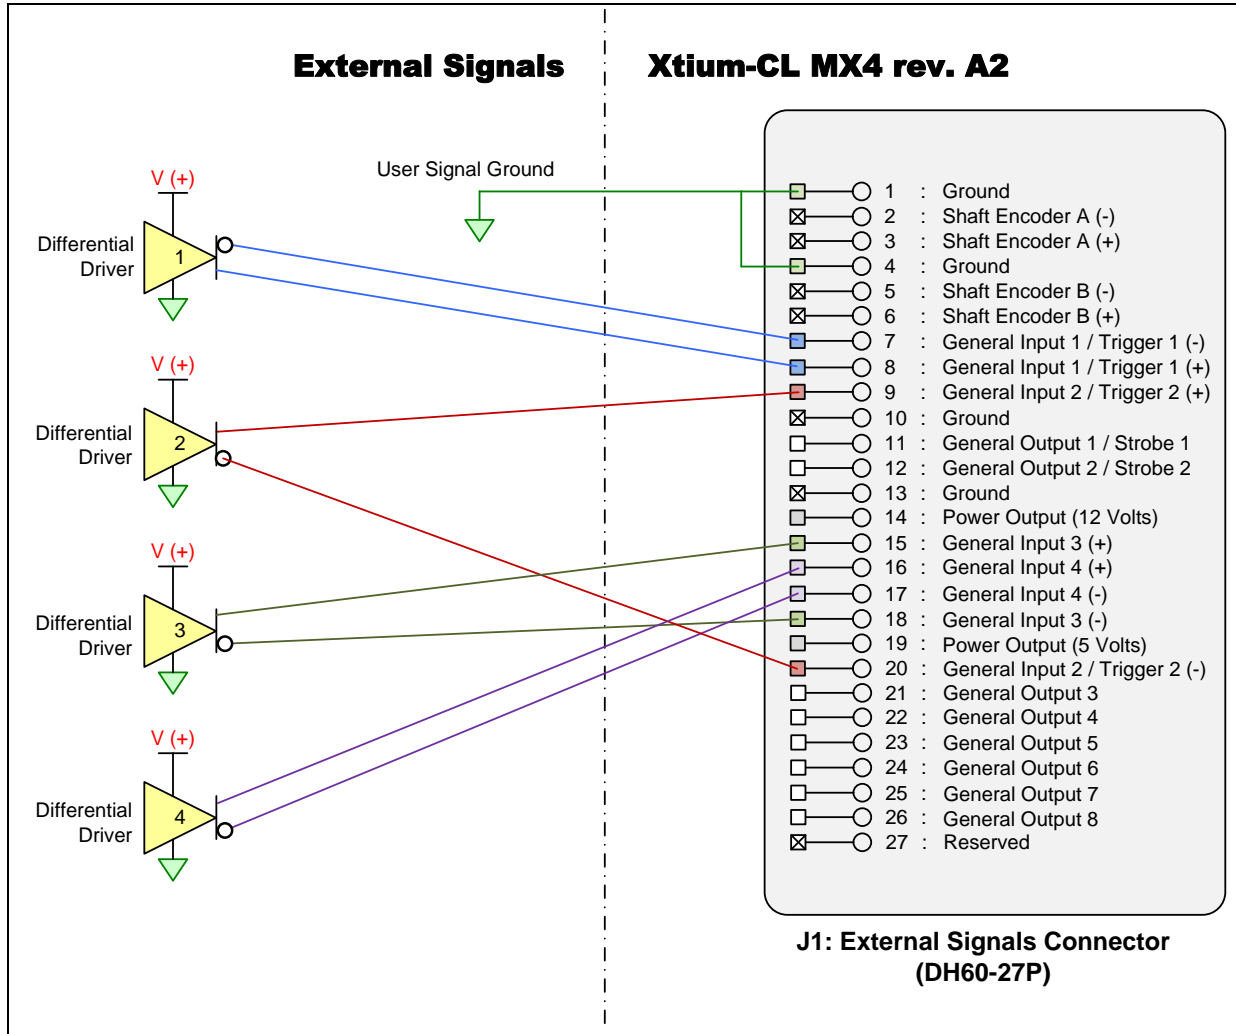 External Signals
Xtium-CL MX4 rev. A2
User Signal Ground
V (+)
Differential
Driver
1
V (+)
Differential
Driver
2
V (+)
Differential
Driver
3
V (+)
Differential
Driver
4
1 : Ground
2 : Shaft Encoder A (-)
3 : Shaft Encoder A (+)
4 : Ground
5 : Shaft Encoder B (-)
6 : Shaft Encoder B (+)
7 : General Input 1 / Trigger 1 (-)
8 : General Input 1 / Trigger 1 (+)
9 : General Input 2 / Trigger 2 (+)
10 : Ground
11 : General Output 1 / Strobe 1
12 : General Output 2 / Strobe 2
13 : Ground
14 : Power Output (12 Volts)
15 : General Input 3 (+)
16 : General Input 4 (+)
17 : General Input 4 (-)
18 : General Input 3 (-)
19 : Power Output (5 Volts)
20 : General Input 2 / Trigger 2 (-)
21 : General Output 3
22 : General Output 4
23 : General Output 5
24 : General Output 6
25 : General Output 7
26 : General Output 8
27 : Reserved
J1: External Signals Connector
(DH60-27P)